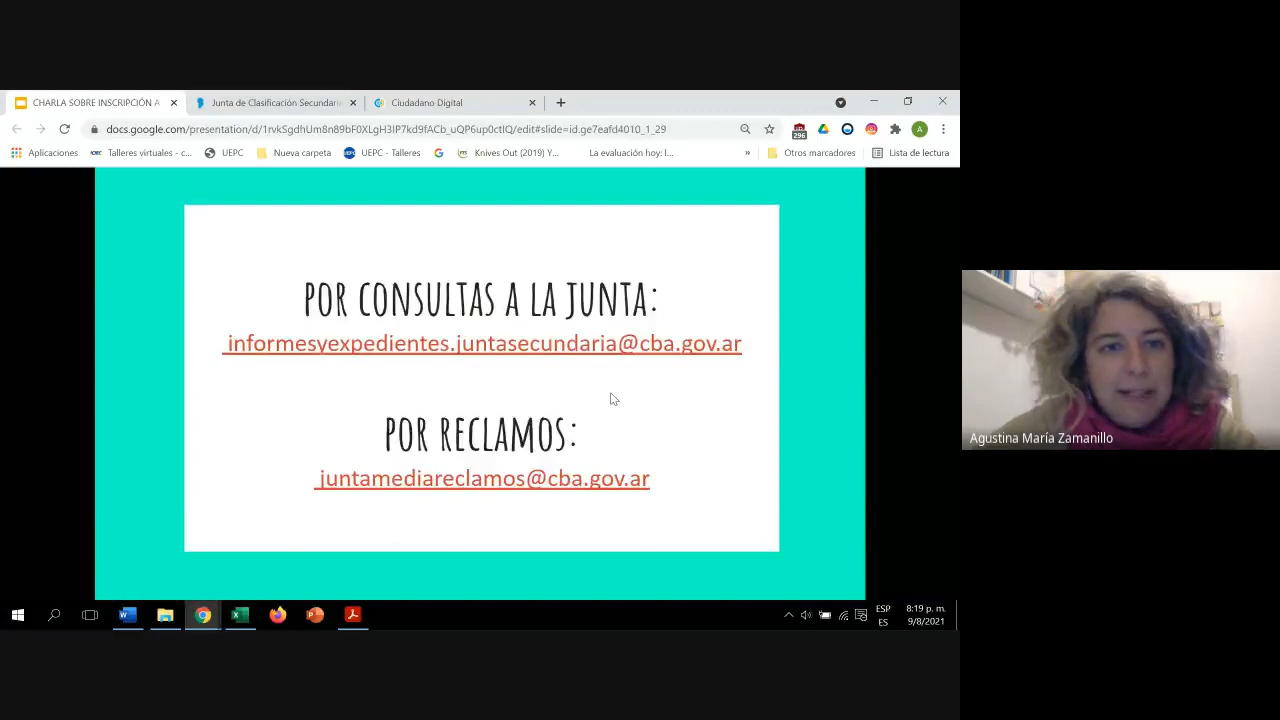 CHARLA SOBRE INSCRIPCIÓN A
Junta de Clasificación Secundaria
Ciudadano Digital
docs.google.com/presentation/d/1rvkSgdhUm8n89bF0XLgH3IP7kd9fACb_uQP6up0ctIQ/edit#slide=id.ge7eafd4010_1_29
296
A
Aplicaciones
Talleres virtuales - c...
UEPC
Nueva carpeta
UEPC - Talleres
Knives Out (2019) Y...
La evaluación hoy: l...
»
Otros marcadores
Lista de lectura
POR CONSULTAS A LA JUNTA:
informesyexpedientes.juntasecundaria@cba.gov.ar
POR RECLAMOS:
juntamediareclamos@cba.gov.ar
Agustina María Zamanillo
ESP
ES
8:19 p. m.
9/8/2021